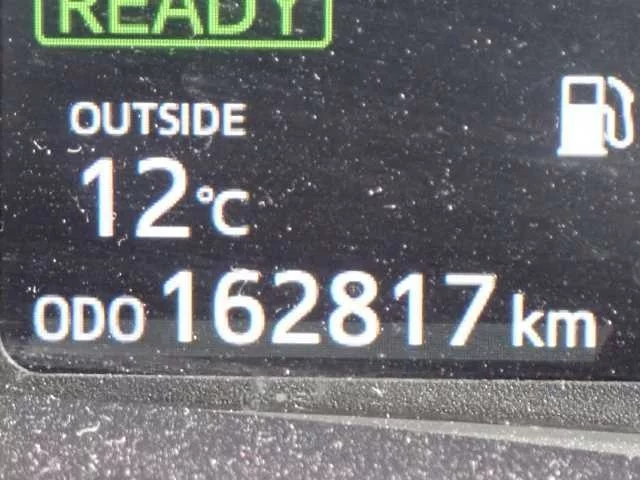 READY
OUTSIDE
12°C
ODO 162817 km